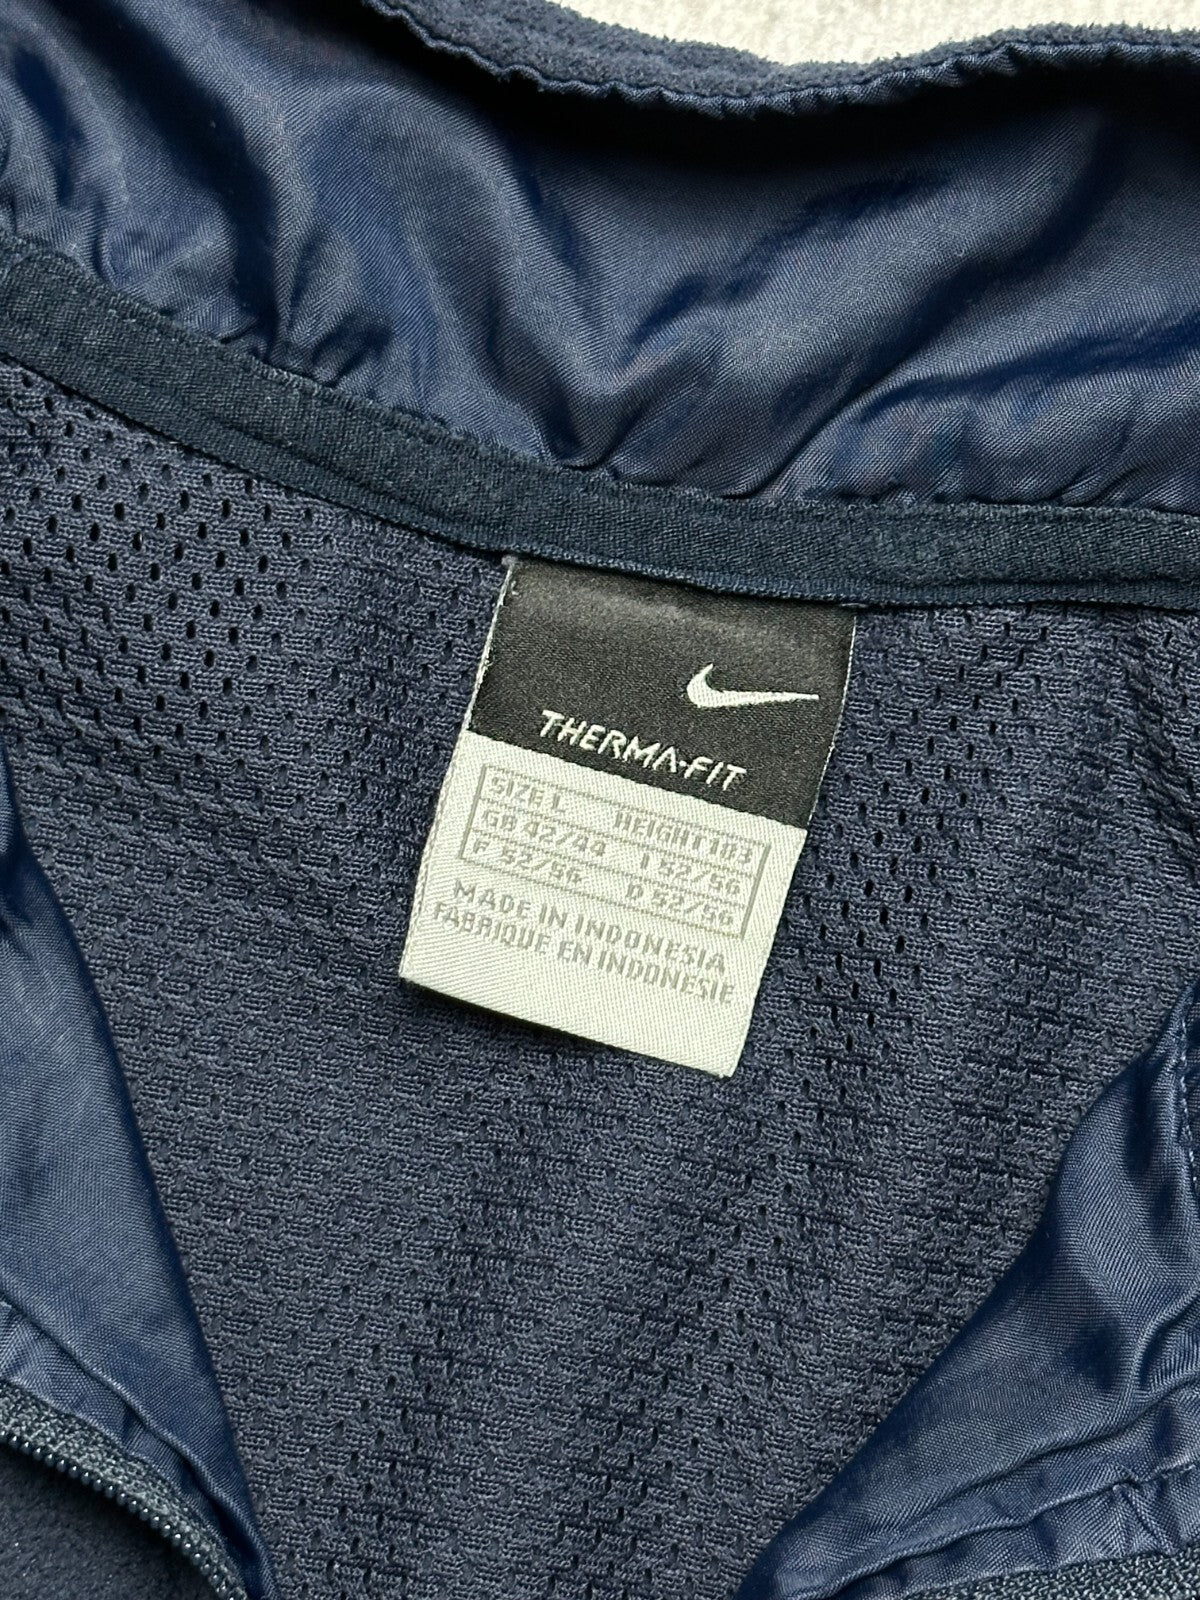 THERMA-FIT
SIZE L HEIGHT 183
GB 42/44 I 52/56
F 52/56 D 52/56
MADE IN INDONESIA
FABRIQUE EN INDONESIE